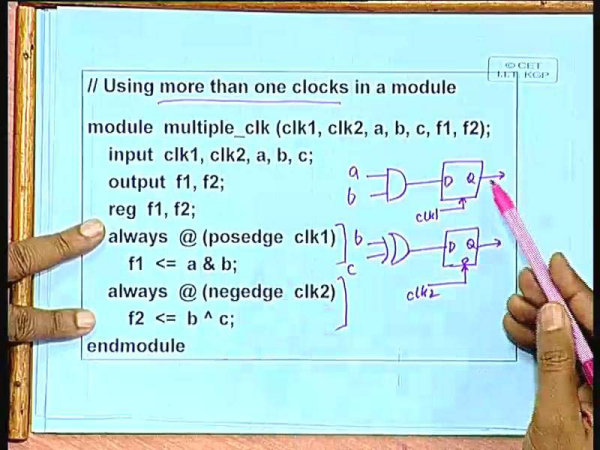 © CET
I.I.T. KGP
// Using more than one clocks in a module
module multiple_clk (clk1, clk2, a, b, c, f1, f2);
input clk1, clk2, a, b, c;
output f1, f2;
reg f1, f2;
always @ (posedge clk1)
f1 <= a & b;
always @ (negedge clk2)
f2 <= b ^ c;
endmodule
a
b
D Q
clk1
b
c
D Q
clk2